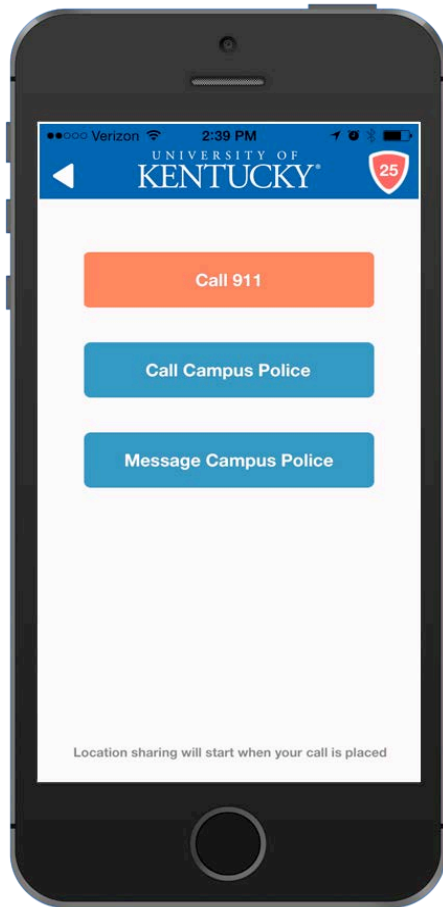 Verizon 2:39 PM
UNIVERSITY OF
KENTUCKY®
25
Call 911
Call Campus Police
Message Campus Police
Location sharing will start when your call is placed